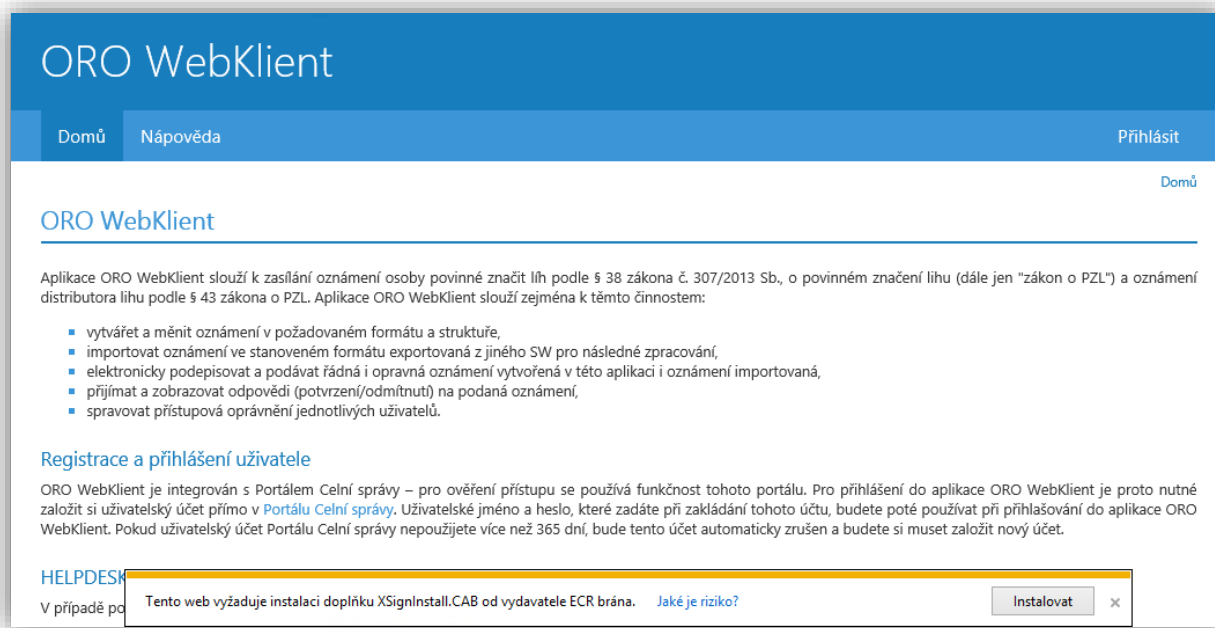 ORO WebKlient
Domů Nápověda Přihlásit
Domů
ORO WebKlient
Aplikace ORO WebKlient slouží k zasílání oznámení osoby povinné značit líh podle § 38 zákona č. 307/2013 Sb., o povinném značení lihu (dále jen "zákon o PZL") a oznámení
distributora lihu podle § 43 zákona o PZL. Aplikace ORO WebKlient slouží zejména k těmto činnostem:
vytvářet a měnit oznámení v požadovaném formátu a struktuře,
importovat oznámení ve stanoveném formátu exportovaná z jiného SW pro následné zpracování,
elektronicky podepisovat a podávat řádná i opravná oznámení vytvořená v této aplikaci i oznámení importovaná,
přijímat a zobrazovat odpovědi (potvrzení/odmítnutí) na podaná oznámení,
spravovat přístupová oprávnění jednotlivých uživatelů.
Registrace a přihlášení uživatele
ORO WebKlient je integrován s Portálem Celní správy – pro ověření přístupu se používá funkčnost tohoto portálu. Pro přihlášení do aplikace ORO WebKlient je proto nutné
založit si uživatelský účet přímo v Portálu Celní správy. Uživatelské jméno a heslo, které zadáte při zakládání tohoto účtu, budete poté používat při přihlašování do aplikace ORO
WebKlient. Pokud uživatelský účet Portálu Celní správy nepoužijete více než 365 dní, bude tento účet automaticky zrušen a budete si muset založit nový účet.
HELPDESK
V případě po
Tento web vyžaduje instalaci doplňku XSignInstall.CAB od vydavatele ECR brána. Jaké je riziko? Instalovat ×